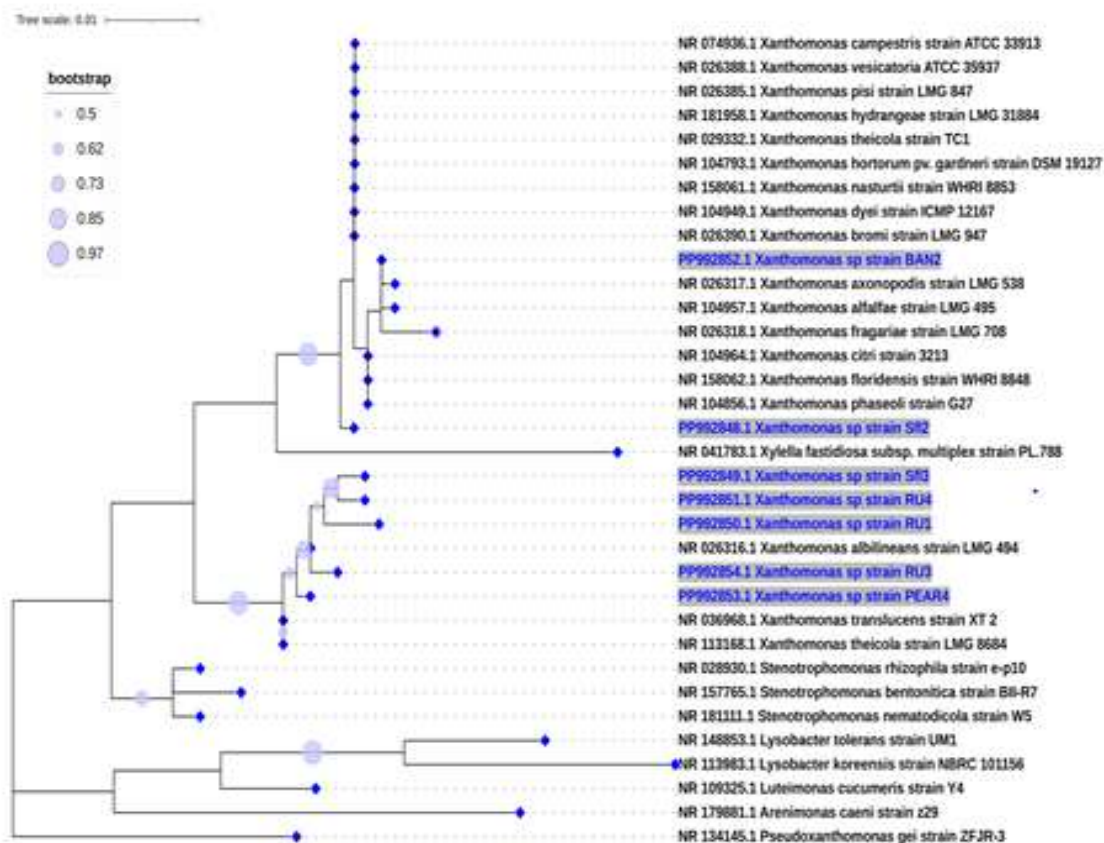 Tree scale: 0.01
bootstrap
0.5
0.62
0.73
0.85
0.97
NR 074936.1 Xanthomonas campestris strain ATCC 33913
NR 026388.1 Xanthomonas vesicatoria ATCC 35937
NR 026385.1 Xanthomonas pisi strain LMG 847
NR 181958.1 Xanthomonas hydrangeae strain LMG 31884
NR 029332.1 Xanthomonas theicola strain TC1
NR 104793.1 Xanthomonas hortorum pv. gardneri strain DSM 19127
NR 158061.1 Xanthomonas nasturtii strain WHRI 8853
NR 104949.1 Xanthomonas dyei strain ICMP 12167
NR 026390.1 Xanthomonas bromi strain LMG 947
PP992852.1 Xanthomonas sp strain BAN2
NR 026317.1 Xanthomonas axonopodis strain LMG 538
NR 104957.1 Xanthomonas alfalfae strain LMG 495
NR 026318.1 Xanthomonas fragariae strain LMG 708
NR 104964.1 Xanthomonas citri strain 3213
NR 158062.1 Xanthomonas floridensis strain WHRI 8848
NR 104856.1 Xanthomonas phaseoli strain G27
PP992848.1 Xanthomonas sp strain Sfl2
NR 041783.1 Xylella fastidiosa subsp. multiplex strain PL.788
PP992849.1 Xanthomonas sp strain Sfl3
PP992851.1 Xanthomonas sp strain RU4
PP992850.1 Xanthomonas sp strain RU1
NR 026316.1 Xanthomonas albilineans strain LMG 494
PP992854.1 Xanthomonas sp strain RU3
PP992853.1 Xanthomonas sp strain PEAR4
NR 036968.1 Xanthomonas translucens strain XT 2
NR 113168.1 Xanthomonas theicola strain LMG 8684
NR 028930.1 Stenotrophomonas rhizophila strain e-p10
NR 157765.1 Stenotrophomonas bentonitica strain BII-R7
NR 181111.1 Stenotrophomonas nematodicola strain W5
NR 148853.1 Lysobacter tolerans strain UM1
NR 113983.1 Lysobacter koreensis strain NBRC 101156
NR 109325.1 Luteimonas cucumeris strain Y4
NR 179881.1 Arenimonas caeni strain z29
NR 134145.1 Pseudoxanthomonas gei strain ZFJR-3